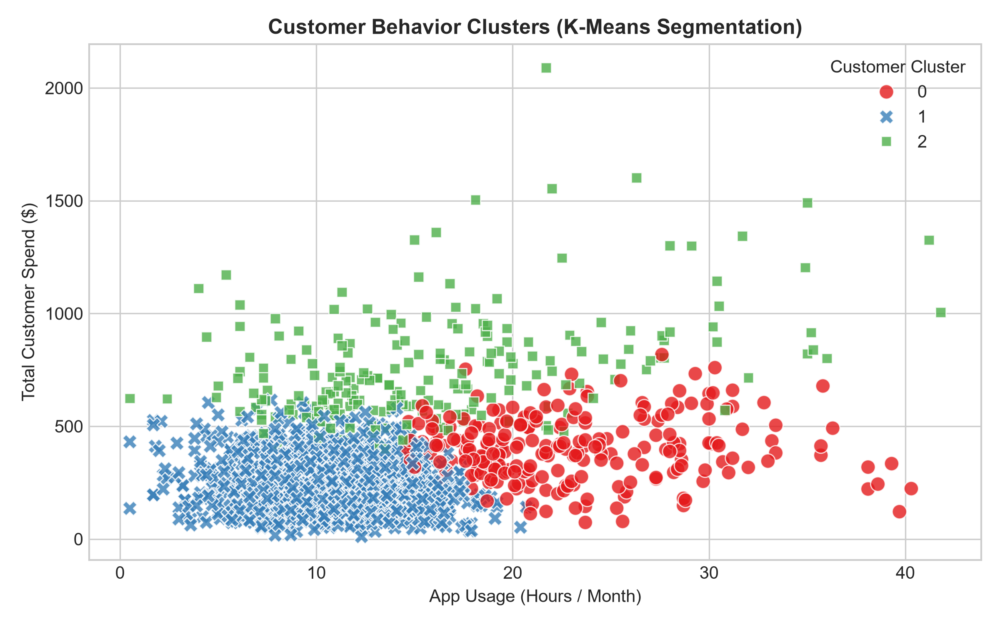 Customer Behavior Clusters (K-Means Segmentation)
Customer Cluster
0
1
2
Total Customer Spend ($)
2000
1500
1000
500
0
0 10 20 30 40
App Usage (Hours / Month)